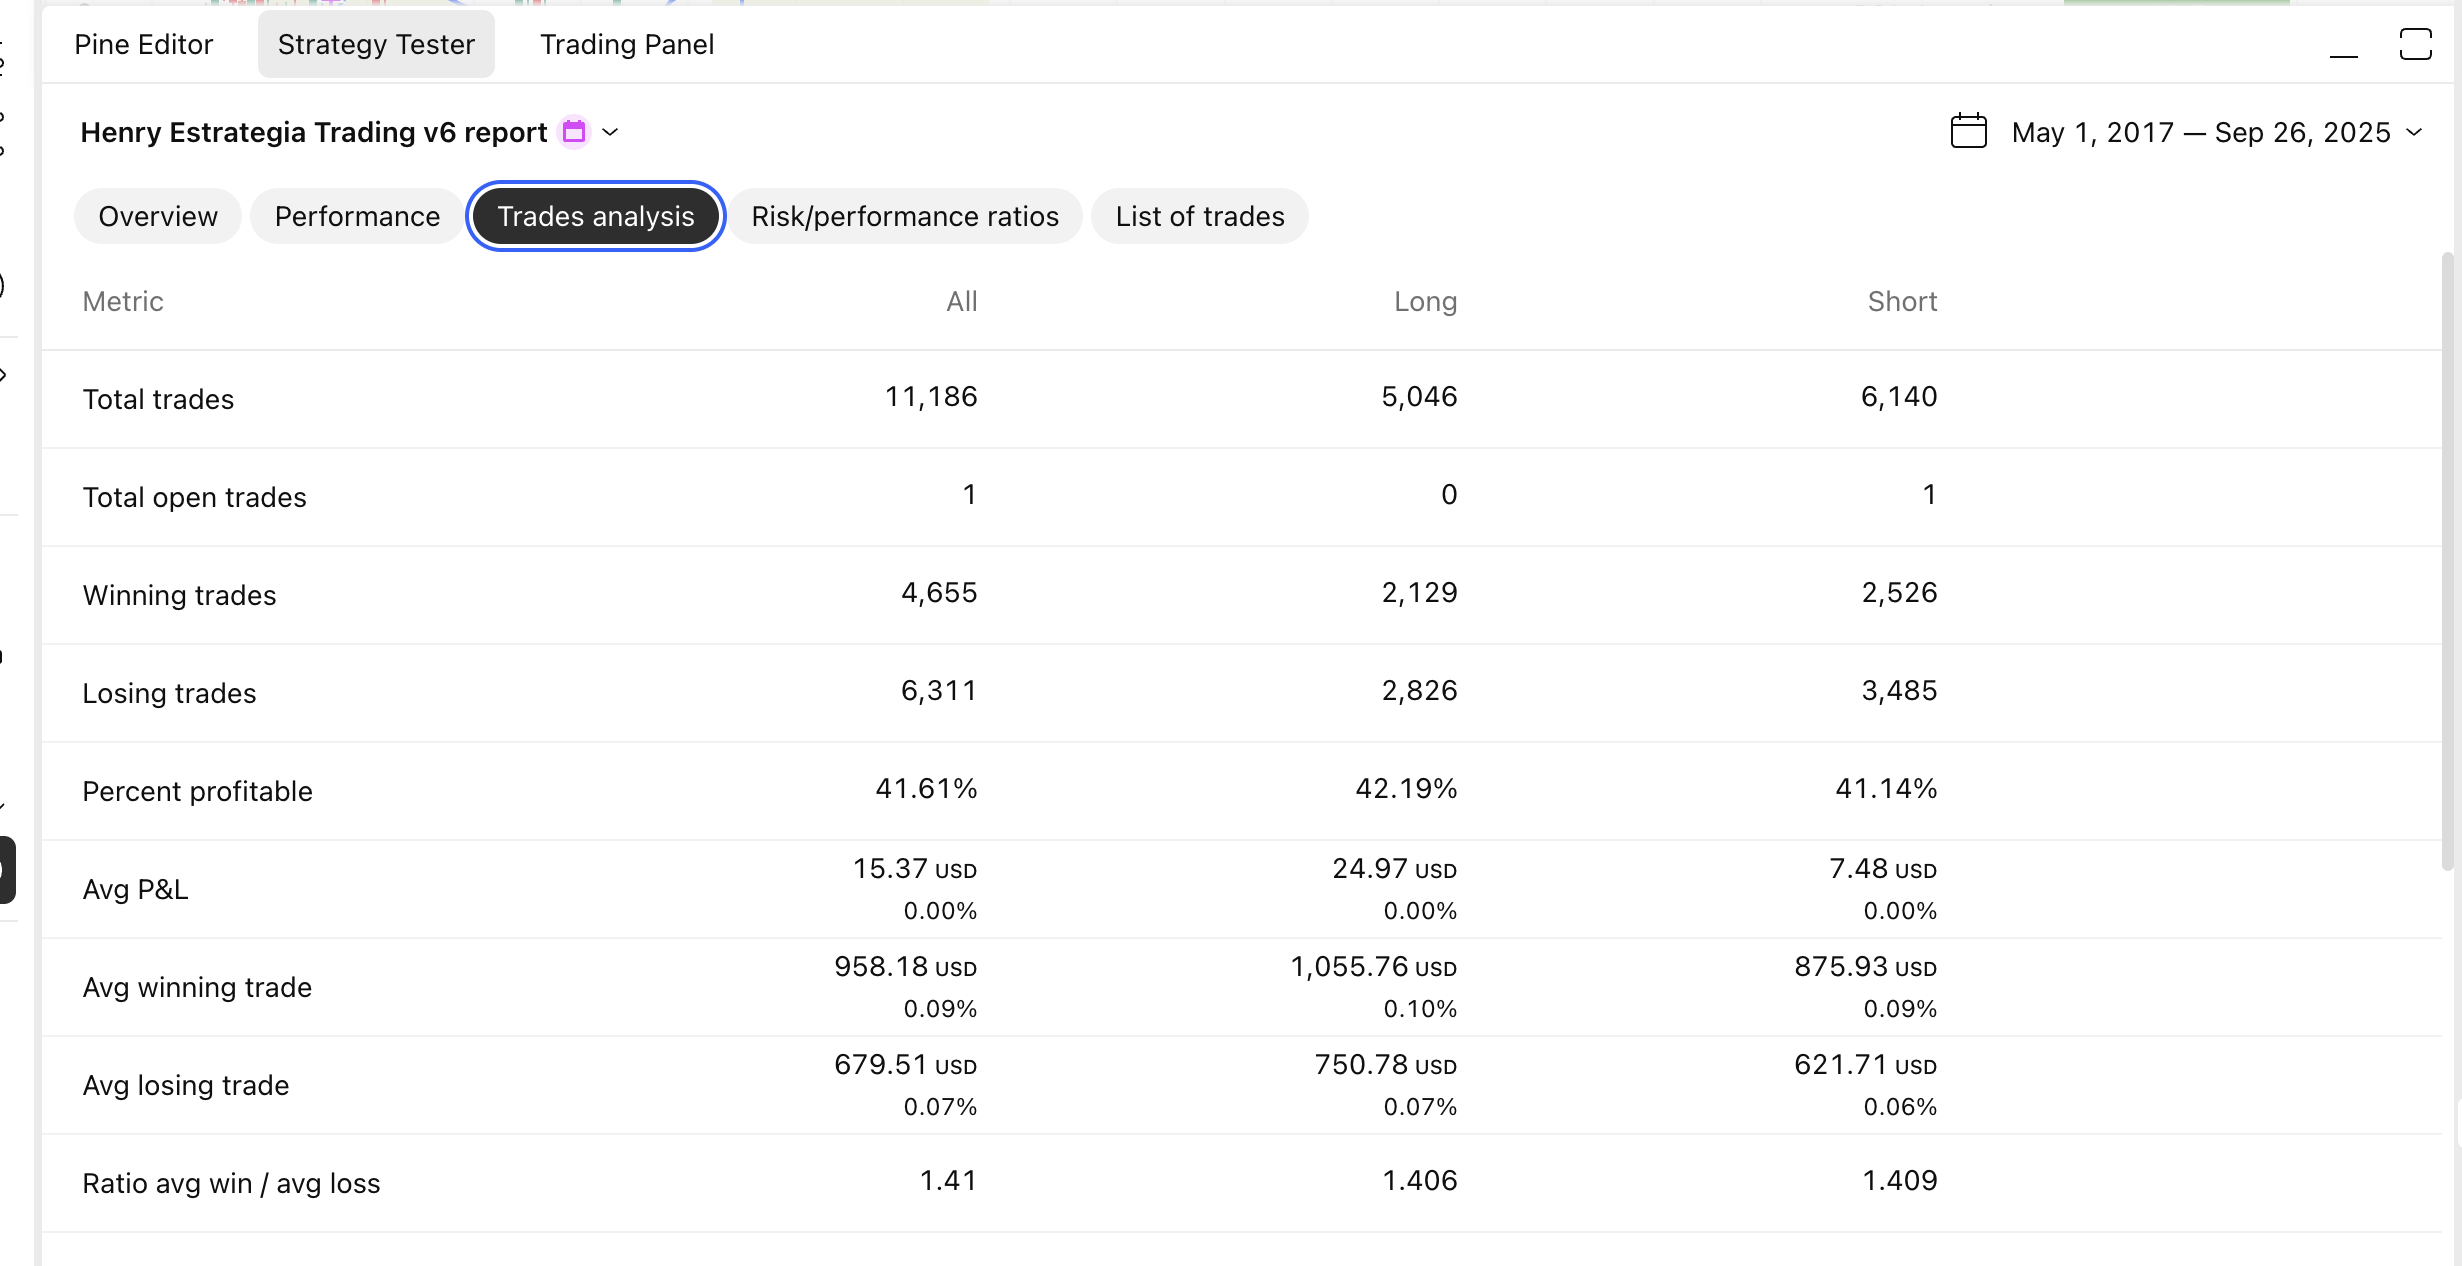 Pine Editor Strategy Tester Trading Panel
Henry Estrategia Trading v6 report May 1, 2017 — Sep 26, 2025
Overview Performance Trades analysis Risk/performance ratios List of trades
Metric All Long Short
Total trades 11,186 5,046 6,140
Total open trades 1 0 1
Winning trades 4,655 2,129 2,526
Losing trades 6,311 2,826 3,485
Percent profitable 41.61% 42.19% 41.14%
Avg P&L 15.37 USD 24.97 USD 7.48 USD
0.00% 0.00% 0.00%
Avg winning trade 958.18 USD 1,055.76 USD 875.93 USD
0.09% 0.10% 0.09%
Avg losing trade 679.51 USD 750.78 USD 621.71 USD
0.07% 0.07% 0.06%
Ratio avg win / avg loss 1.41 1.406 1.409